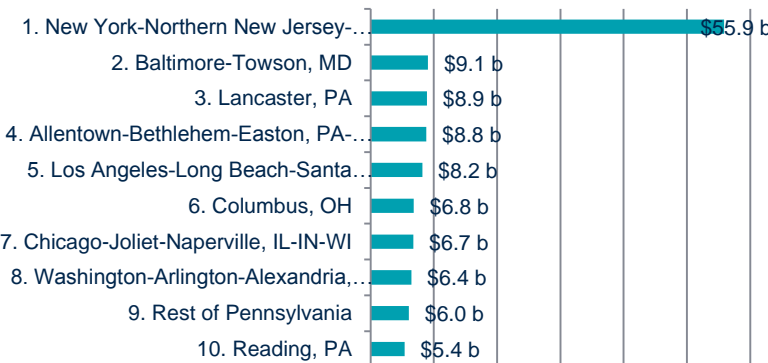 1. New York-Northern New Jersey-... $55.9 b
2. Baltimore-Towson, MD $9.1 b
3. Lancaster, PA $8.9 b
4. Allentown-Bethlehem-Easton, PA-... $8.8 b
5. Los Angeles-Long Beach-Santa... $8.2 b
6. Columbus, OH $6.8 b
7. Chicago-Joliet-Naperville, IL-IN-WI $6.7 b
8. Washington-Arlington-Alexandria,... $6.4 b
9. Rest of Pennsylvania $6.0 b
10. Reading, PA $5.4 b